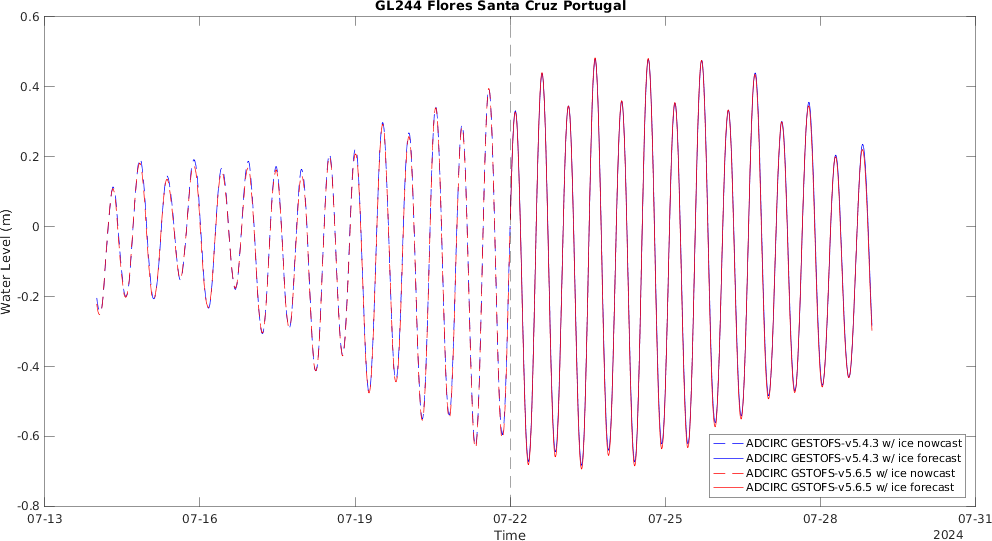 GL244 Flores Santa Cruz Portugal
0.6
0.4
0.2
0
-0.2
-0.4
-0.6
-0.8
Water Level (m)
ADCIRC GESTOFS-v5.4.3 w/ ice nowcast
ADCIRC GESTOFS-v5.4.3 w/ ice forecast
ADCIRC GSTOFS-v5.6.5 w/ ice nowcast
ADCIRC GSTOFS-v5.6.5 w/ ice forecast
07-13 07-16 07-19 07-22 07-25 07-28 07-31
Time
2024